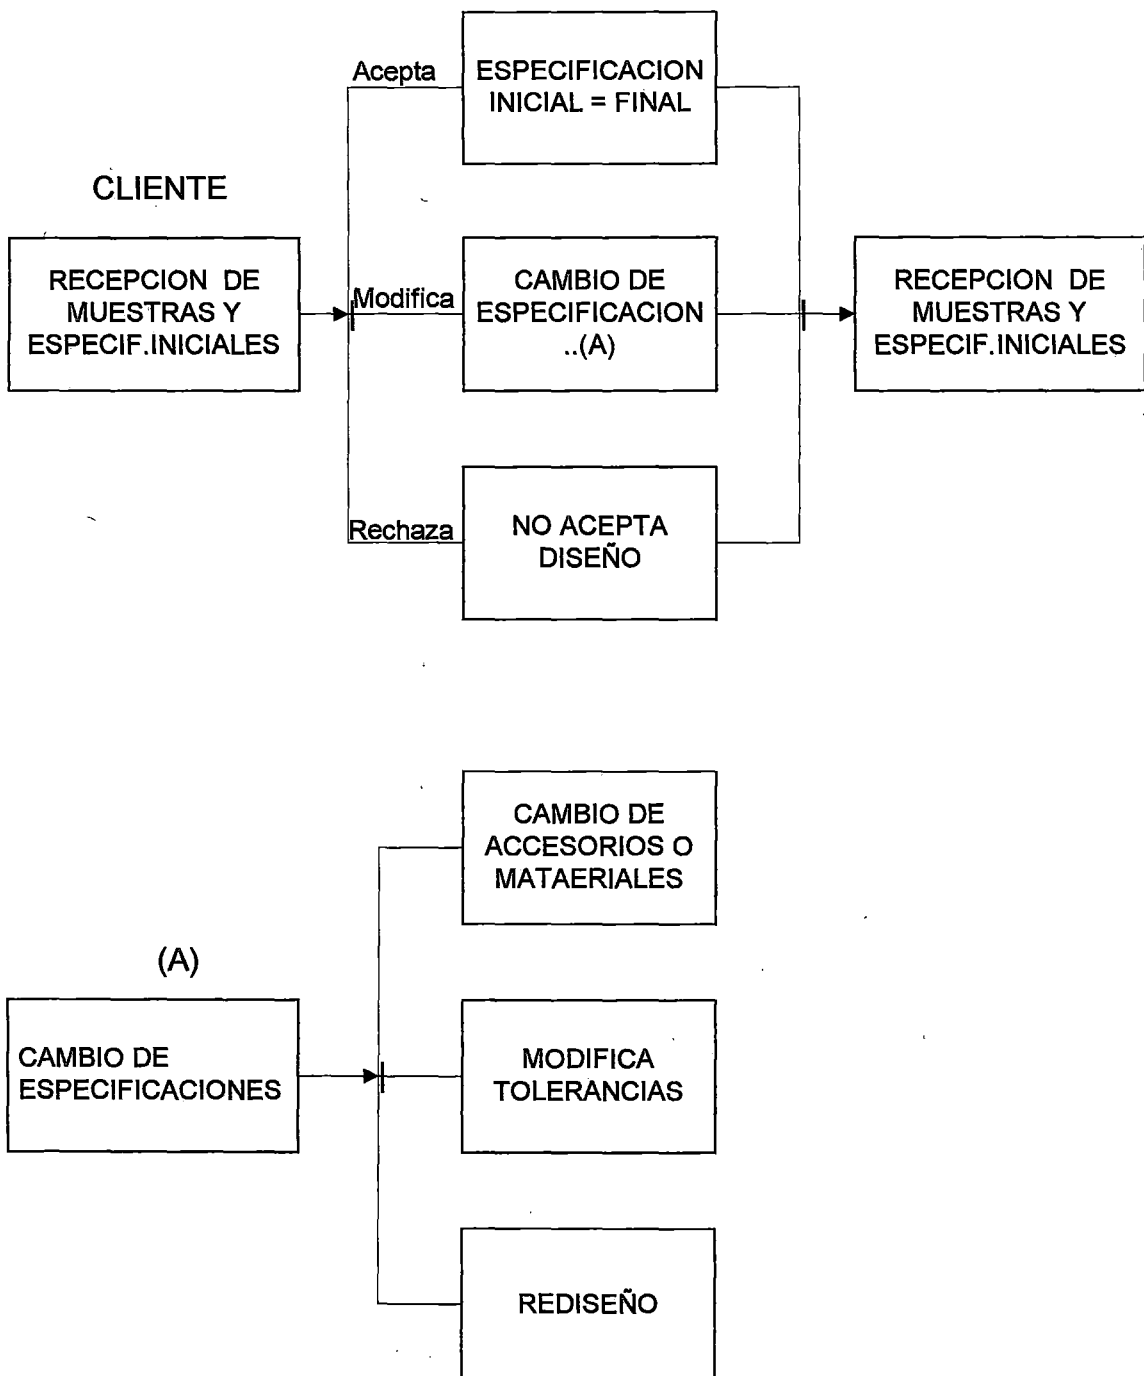 Acepta
ESPECIFICACION
INICIAL = FINAL
CLIENTE
RECEPCION DE
MUESTRAS Y
ESPECIF.INICIALES
Modifica
CAMBIO DE
ESPECIFICACION
..(A)
RECEPCION DE
MUESTRAS Y
ESPECIF.INICIALES
Rechaza
NO ACEPTA
DISEÑO
CAMBIO DE
ACCESORIOS O
MATAERIALES
(A)
CAMBIO DE
ESPECIFICACIONES
MODIFICA
TOLERANCIAS
REDISEÑO